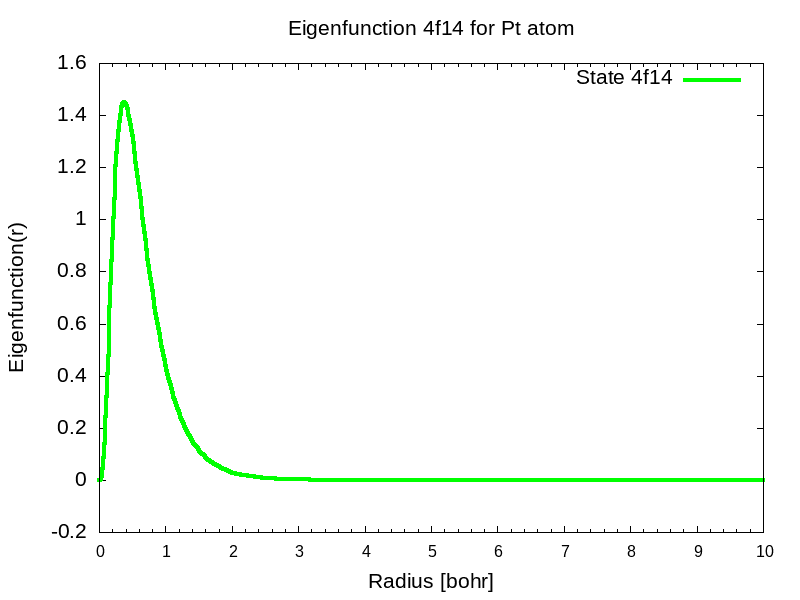 Eigenfunction 4f14 for Pt atom
State 4f14
1.6
1.4
1.2
1
0.8
0.6
0.4
0.2
0
-0.2
Eigenfunction(r)
0 1 2 3 4 5 6 7 8 9 10
Radius [bohr]